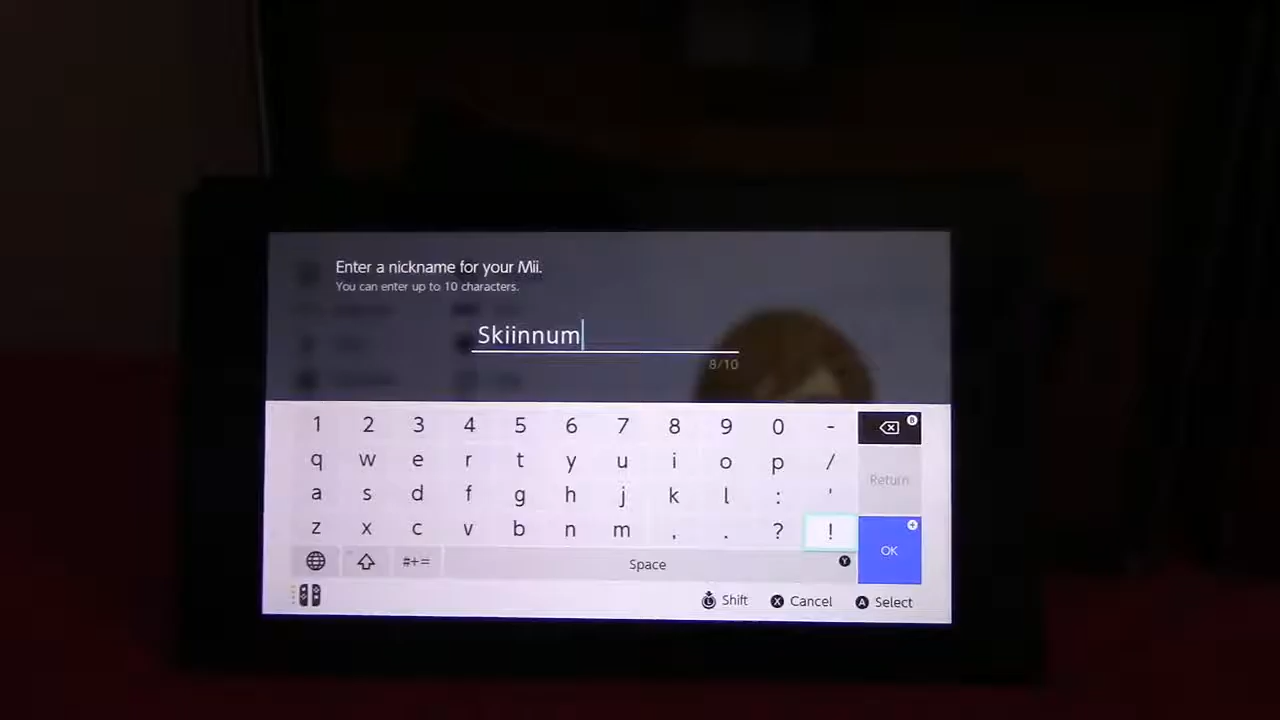 Enter a nickname for your Mii.
You can enter up to 10 characters.
Skiinnum
8/10
1 2 3 4 5 6 7 8 9 0 -
q w e r t y u i o p /
Return
a s d f g h j k l : '
z x c v b n m , . ? !
OK
#+= Space Y
Shift X Cancel A Select